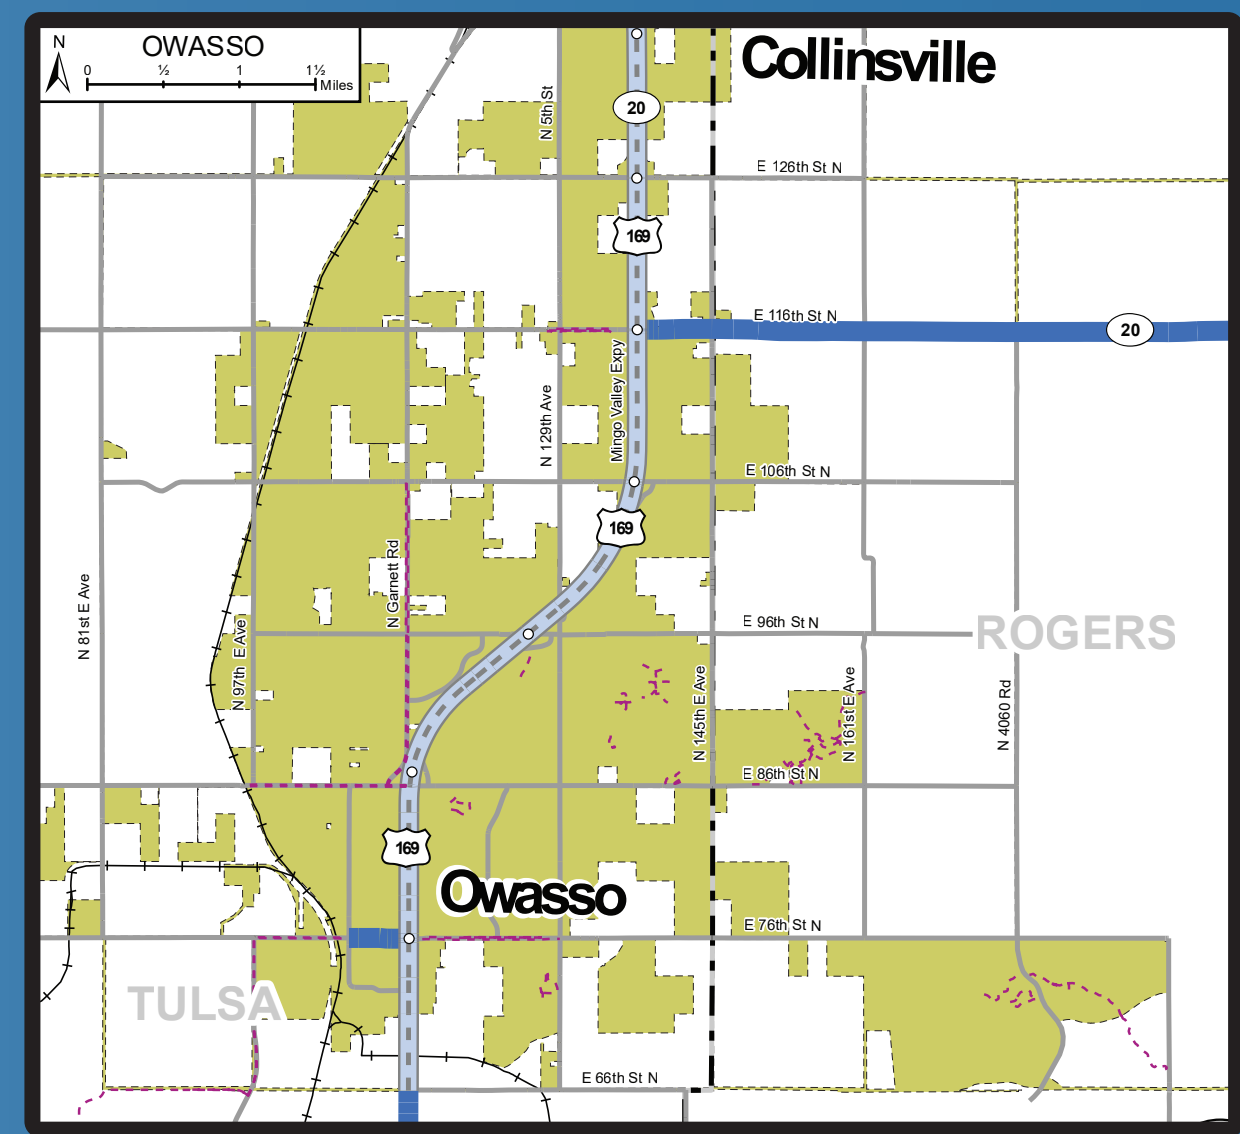 OWASSO
N
0 ½ 1 1½
Miles
Collinsville
N 5th St
20
E 126th St N
169
E 116th St N
20
Mingo Valley Expy
N 129th Ave
E 106th St N
169
N Garnett Rd
N 81st E Ave
N 97th E Ave
E 96th St N
ROGERS
N 145th E Ave
N 161st E Ave
N 4060 Rd
E 86th St N
169
Owasso
E 76th St N
TULSA
E 66th St N